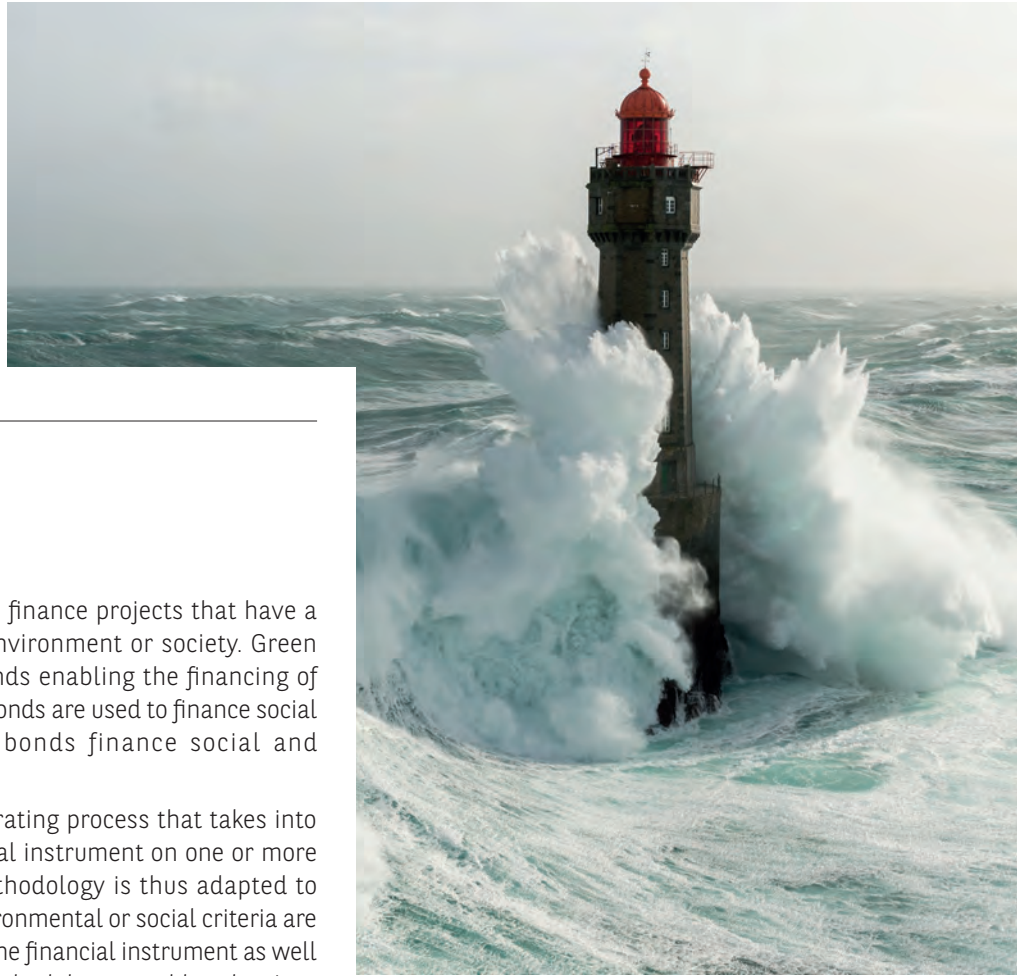 finance projects that have a
nvironment or society. Green
nds enabling the financing of
onds are used to finance social
bonds finance social and
rating process that takes into
al instrument on one or more
thodology is thus adapted to
ronmental or social criteria are
he financial instrument as well